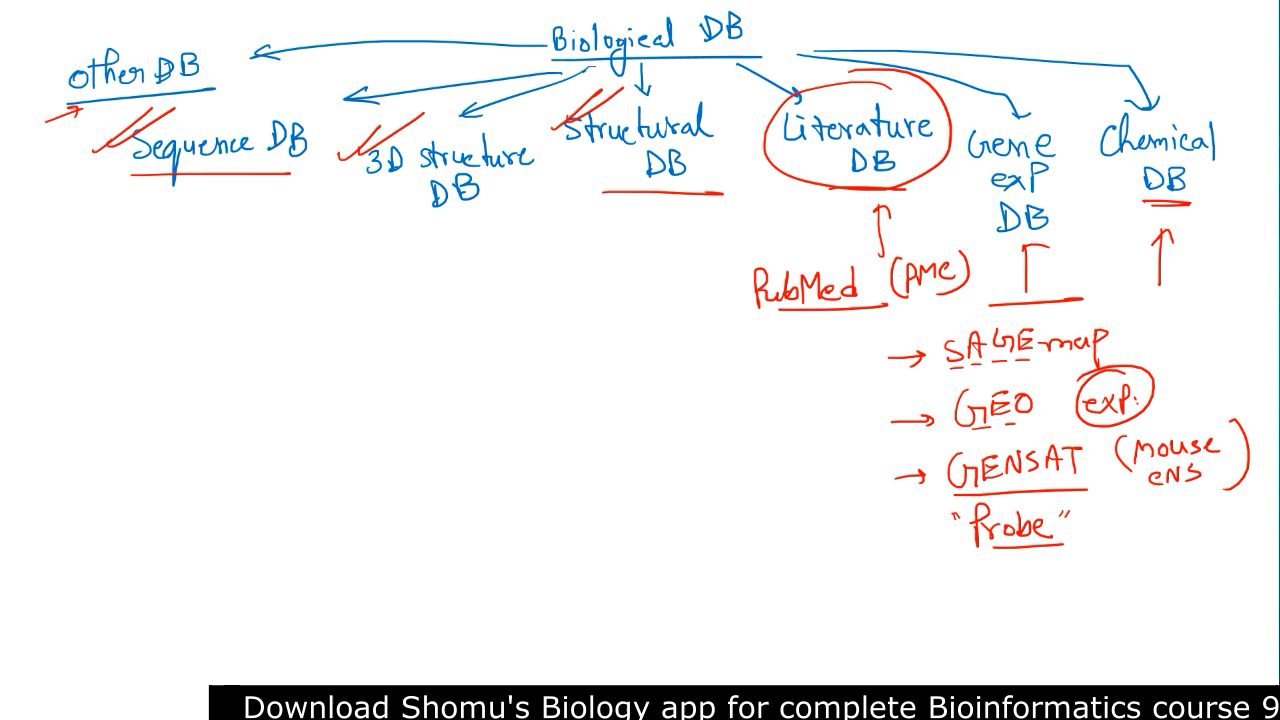 Biological DB
other DB
Sequence DB
3D structure
DB
Structural
DB
Literature
DB
Gene
exp
DB
Chemical
DB
PubMed (PMC)
→ SAGEmap
→ GEO exp.
→ GENSAT (Mouse
CNS)
"Probe"
Download Shomu's Biology app for complete Bioinformatics course 9